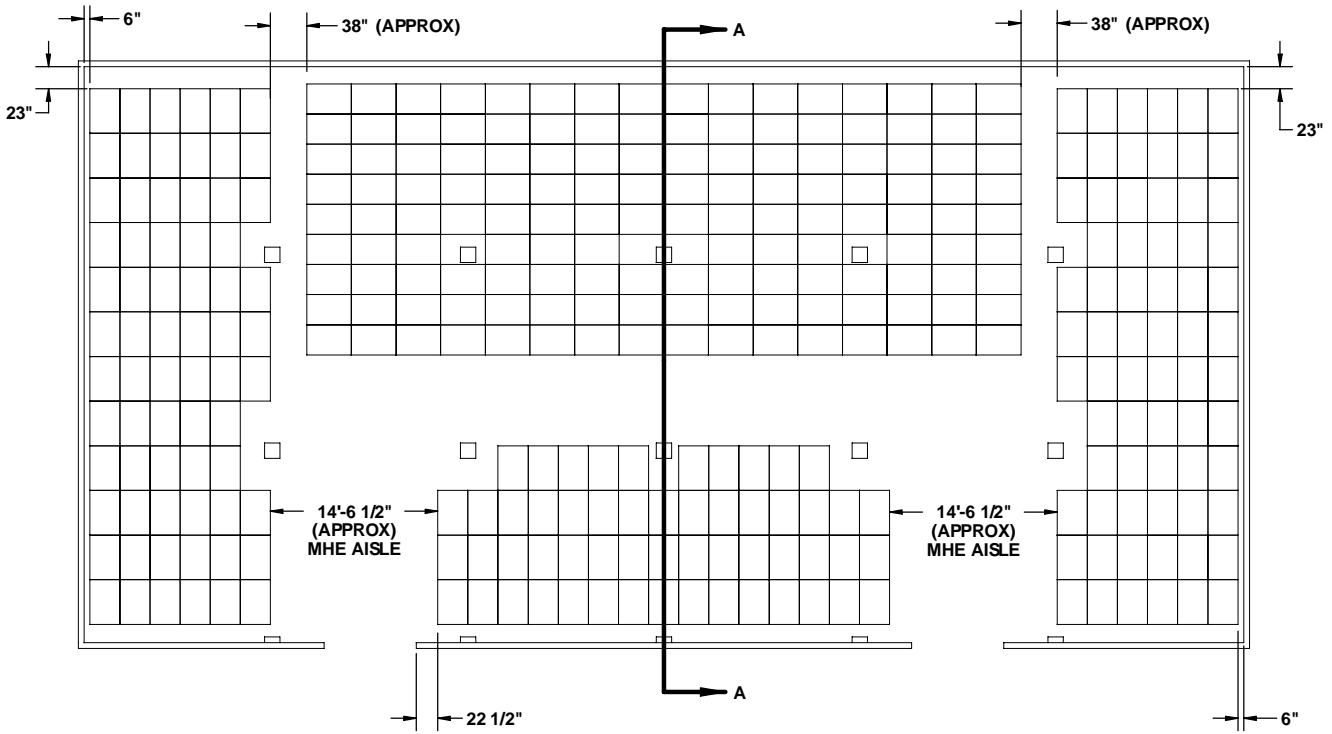 6"
38" (APPROX)
A
38" (APPROX)
23"
23"
14'-6 1/2"
(APPROX)
MHE AISLE
14'-6 1/2"
(APPROX)
MHE AISLE
A
22 1/2"
6"